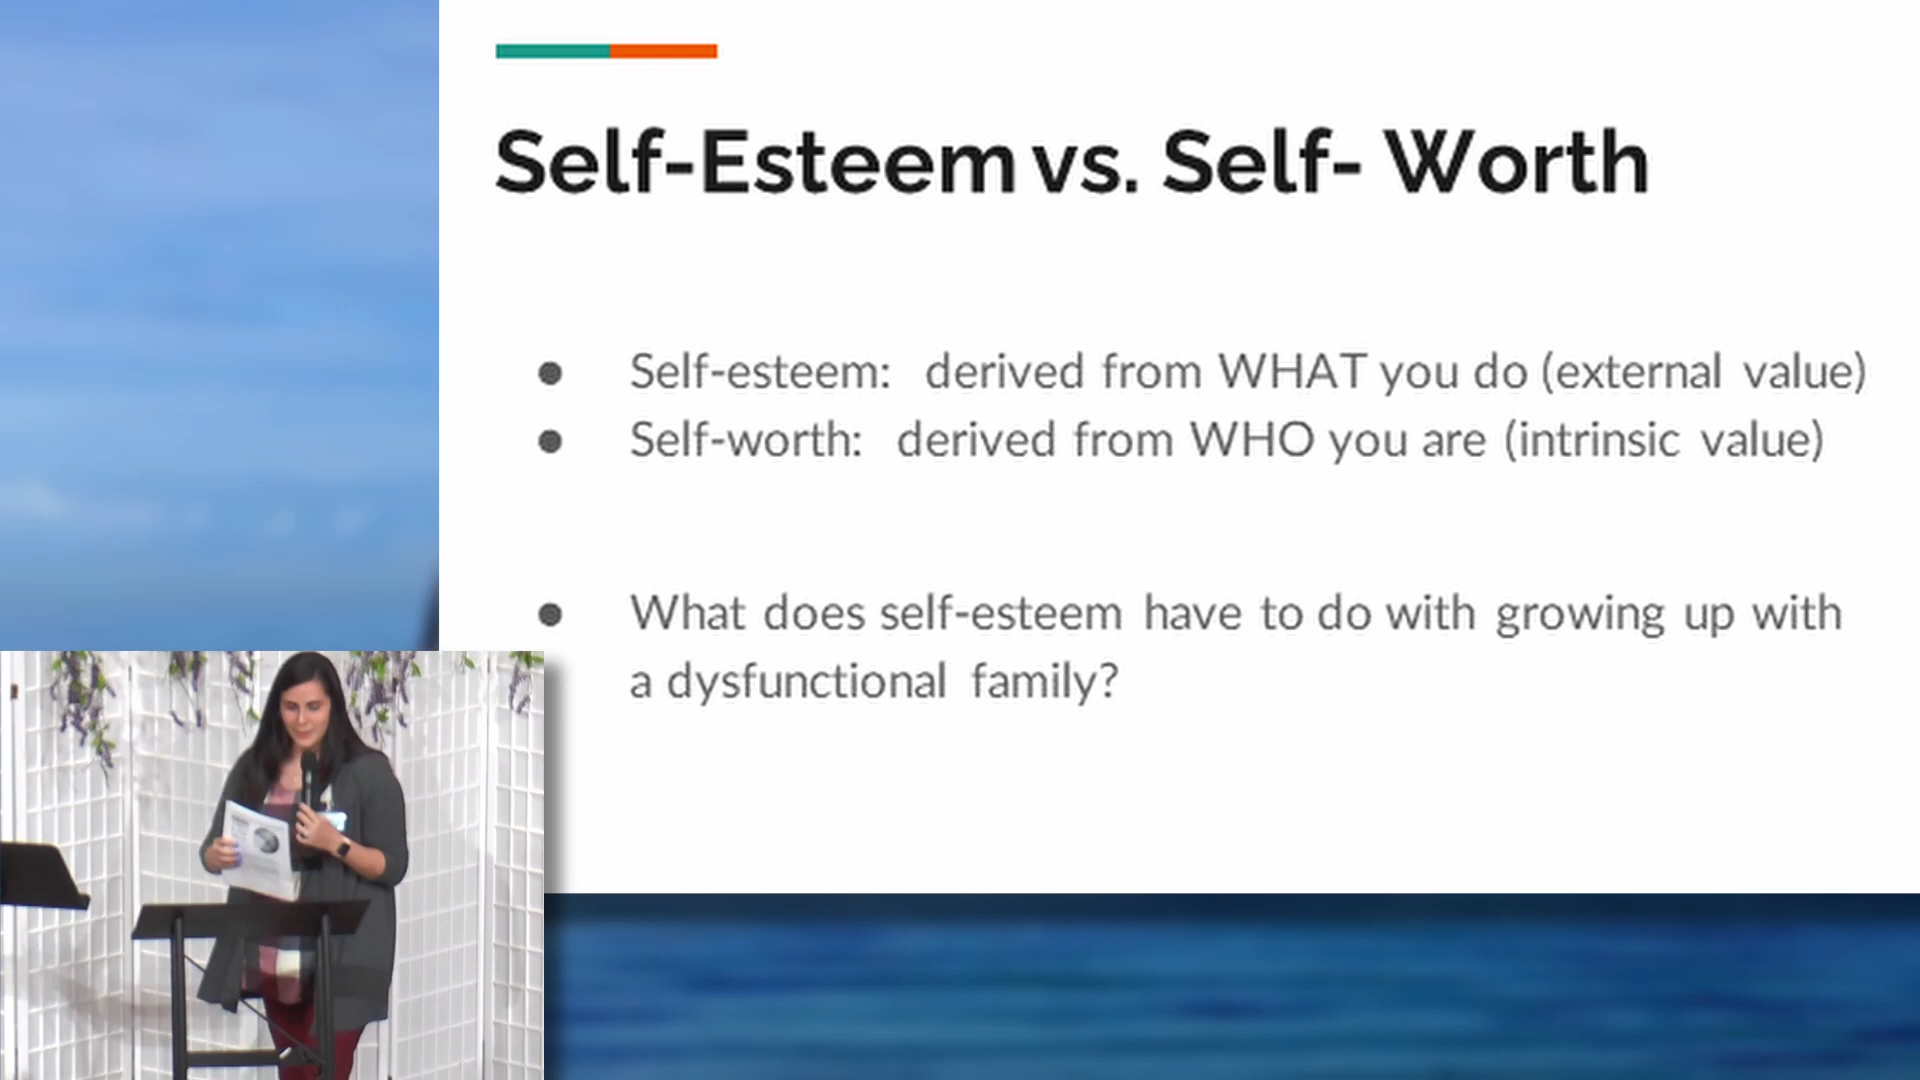 Self-Esteem vs. Self- Worth
● Self-esteem: derived from WHAT you do (external value)
● Self-worth: derived from WHO you are (intrinsic value)
● What does self-esteem have to do with growing up with
a dysfunctional family?